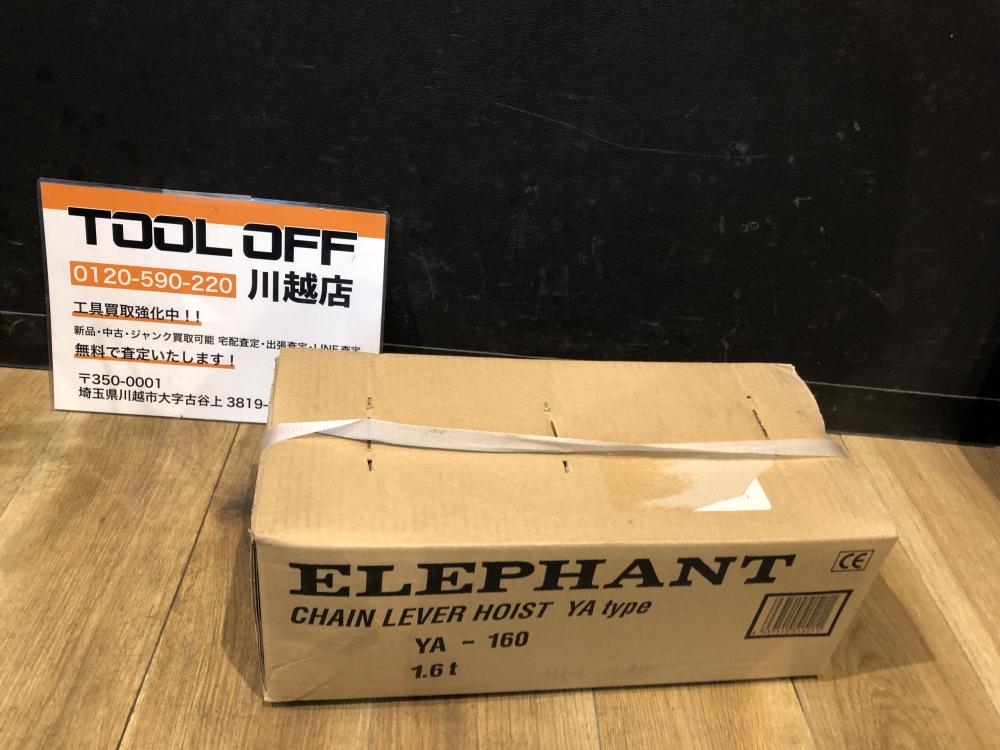 TOOL OFF
0120-590-220 川越店
工具買取強化中!!
新品・中古・ジャンク買取可能 宅配査定・出張査定・LINE査定
無料で査定いたします!
〒350-0001
埼玉県川越市大字古谷上 3819-
ELEPHANT
CE
CHAIN LEVER HOIST YA type
YA - 160
1.6 t